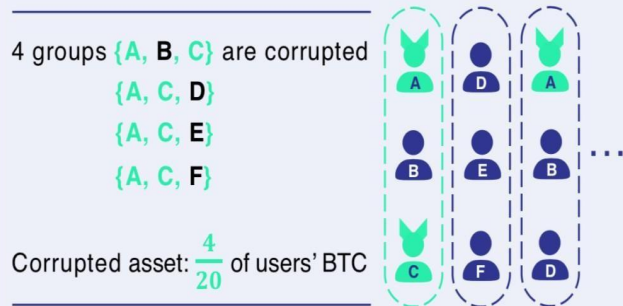 4 groups {A, B, C} are corrupted
{A, C, D}
{A, C, E}
{A, C, F}
Corrupted asset: 4/20 of users' BTC
A D A
B E B ...
C F D